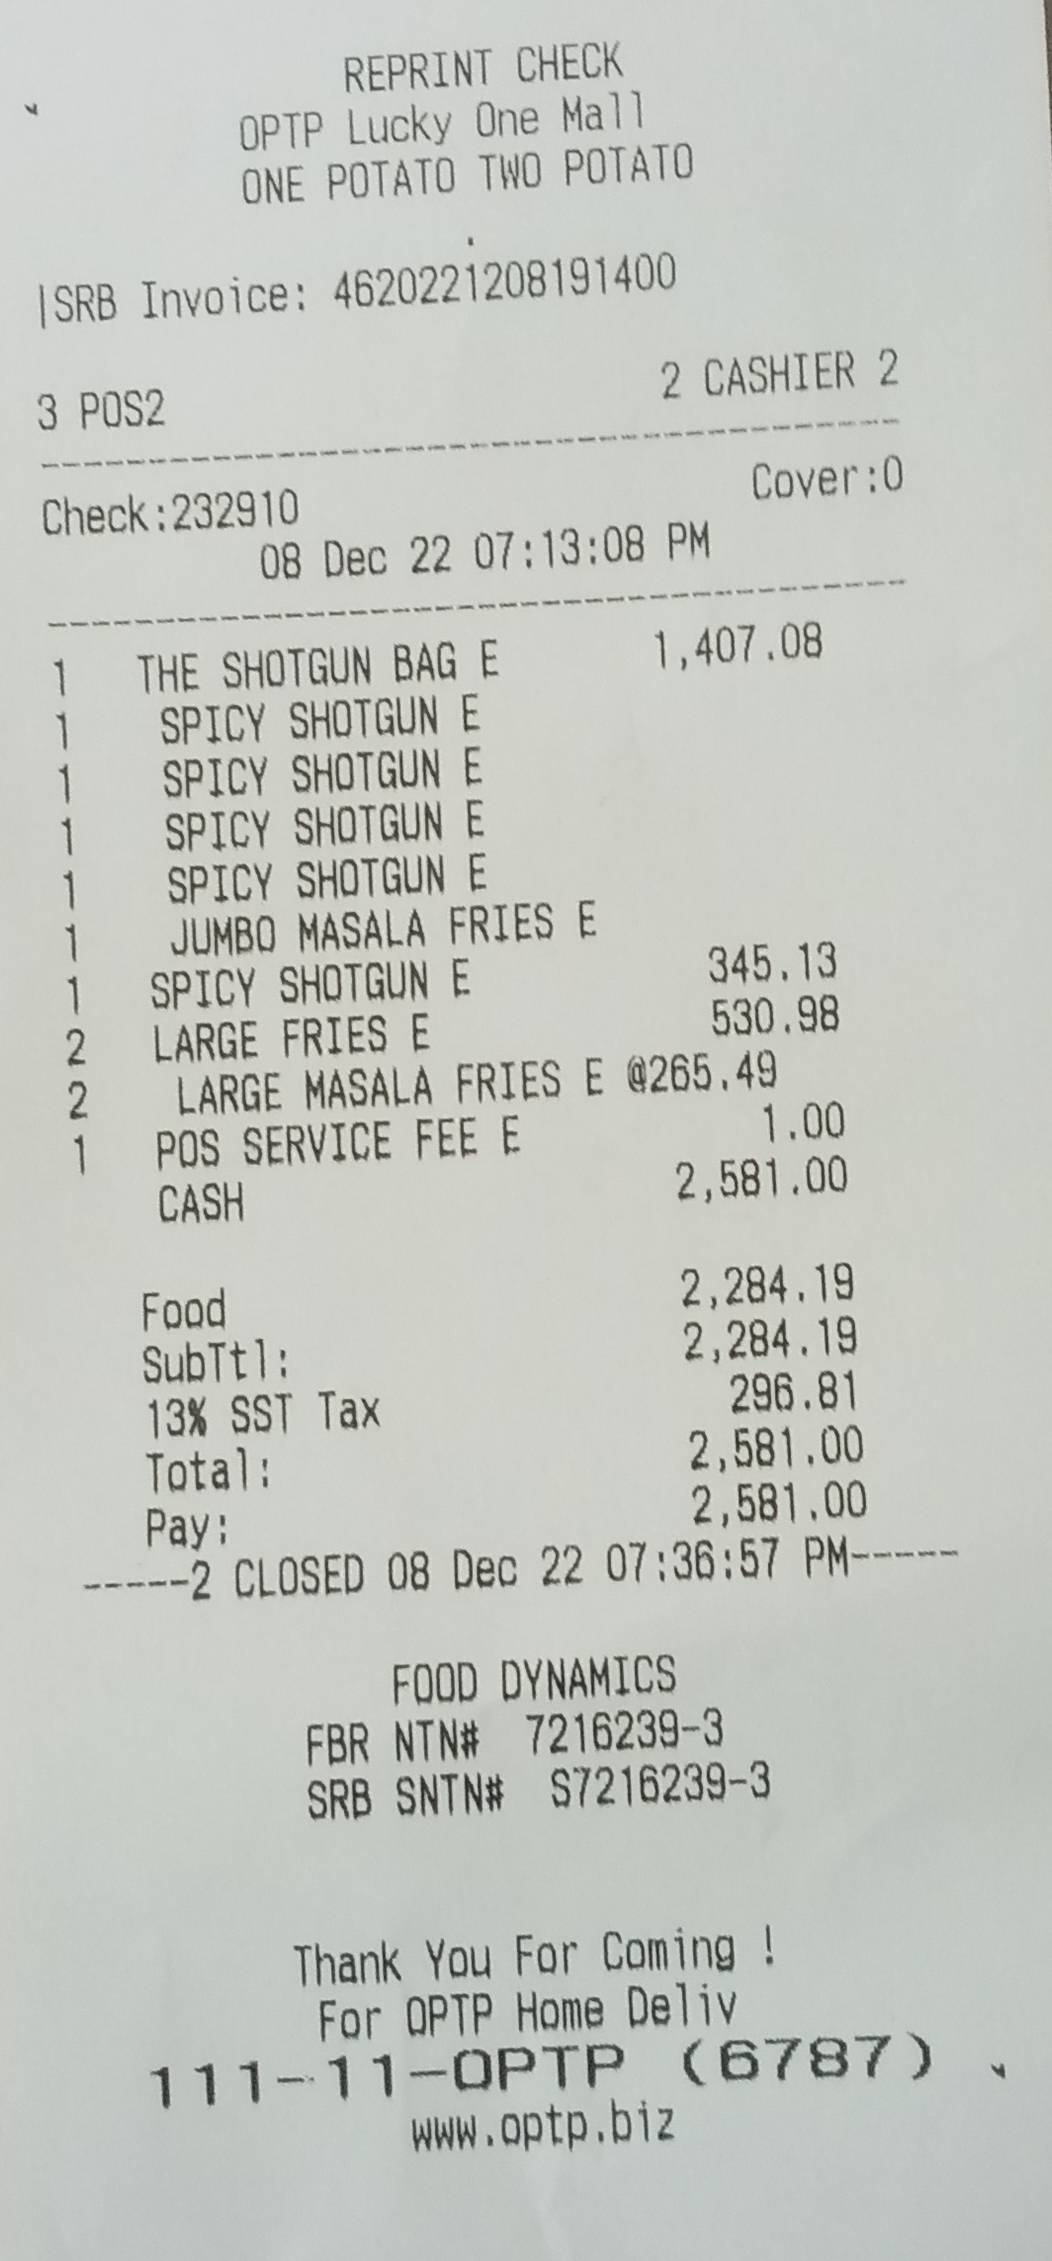 REPRINT CHECK
OPTP Lucky One Mall
ONE POTATO TWO POTATO
.
|SRB Invoice: 4620221208191400
3 POS2 2 CASHIER 2
----------------------------------------
Check:232910 Cover:0
08 Dec 22 07:13:08 PM
----------------------------------------
1 THE SHOTGUN BAG E 1,407.08
1 SPICY SHOTGUN E
1 SPICY SHOTGUN E
1 SPICY SHOTGUN E
1 SPICY SHOTGUN E
1 JUMBO MASALA FRIES E
1 SPICY SHOTGUN E 345.13
2 LARGE FRIES E 530.98
2 LARGE MASALA FRIES E @265.49
1 POS SERVICE FEE E 1.00
CASH 2,581.00
Food 2,284.19
SubTtl: 2,284.19
13% SST Tax 296.81
Total: 2,581.00
Pay: 2,581.00
-----2 CLOSED 08 Dec 22 07:36:57 PM-----
FOOD DYNAMICS
FBR NTN# 7216239-3
SRB SNTN# S7216239-3
Thank You For Coming !
For OPTP Home Deliv
111-11-OPTP (6787)
www.optp.biz